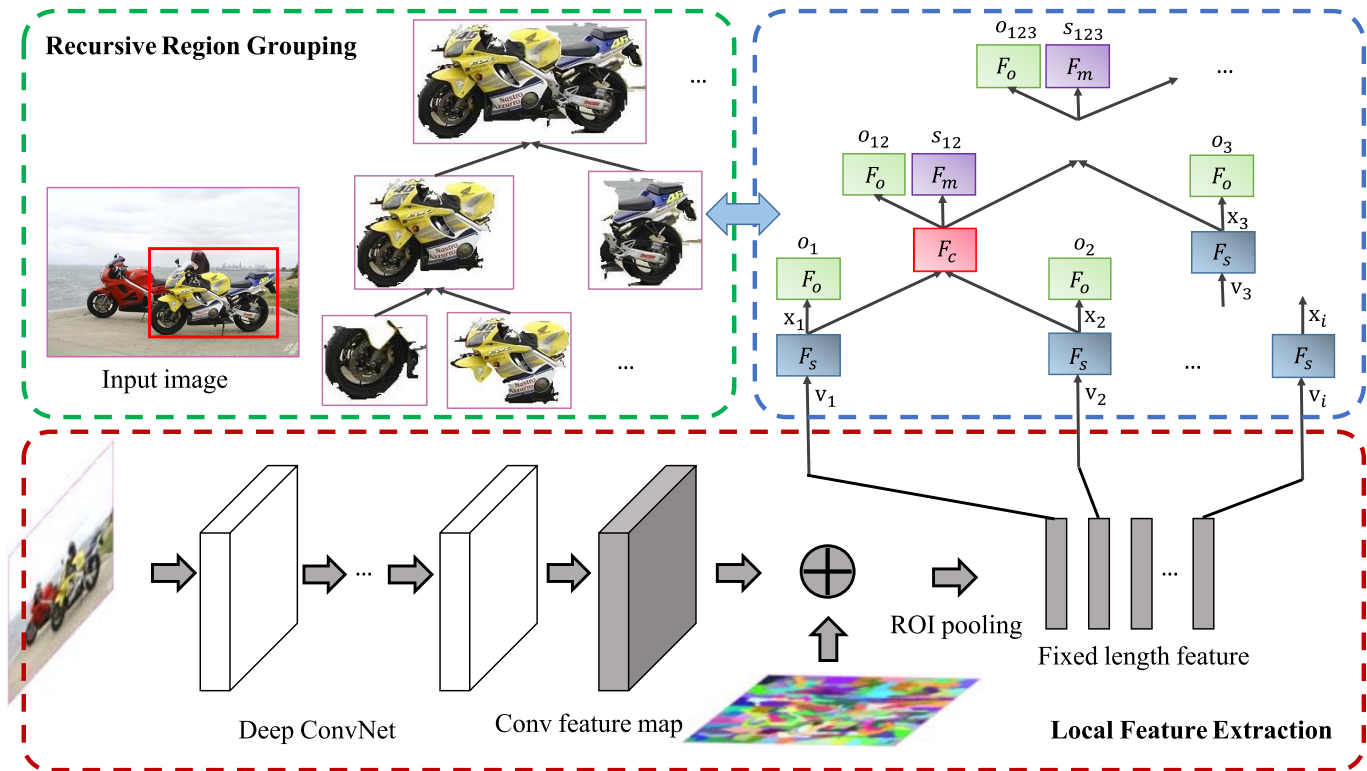 Recursive Region Grouping
...
Input image
...
o₁₂₃ s₁₂₃
Fₒ Fₘ ...
o₁₂ s₁₂ o₃
Fₒ Fₘ Fₒ
x₃
o₁ F꜀ o₂ Fₛ
Fₒ Fₒ v₃
x₁ x₂ xᵢ
Fₛ Fₛ ... Fₛ
v₁ v₂ vᵢ
... ...
ROI pooling
Fixed length feature
Deep ConvNet
Conv feature map
Local Feature Extraction